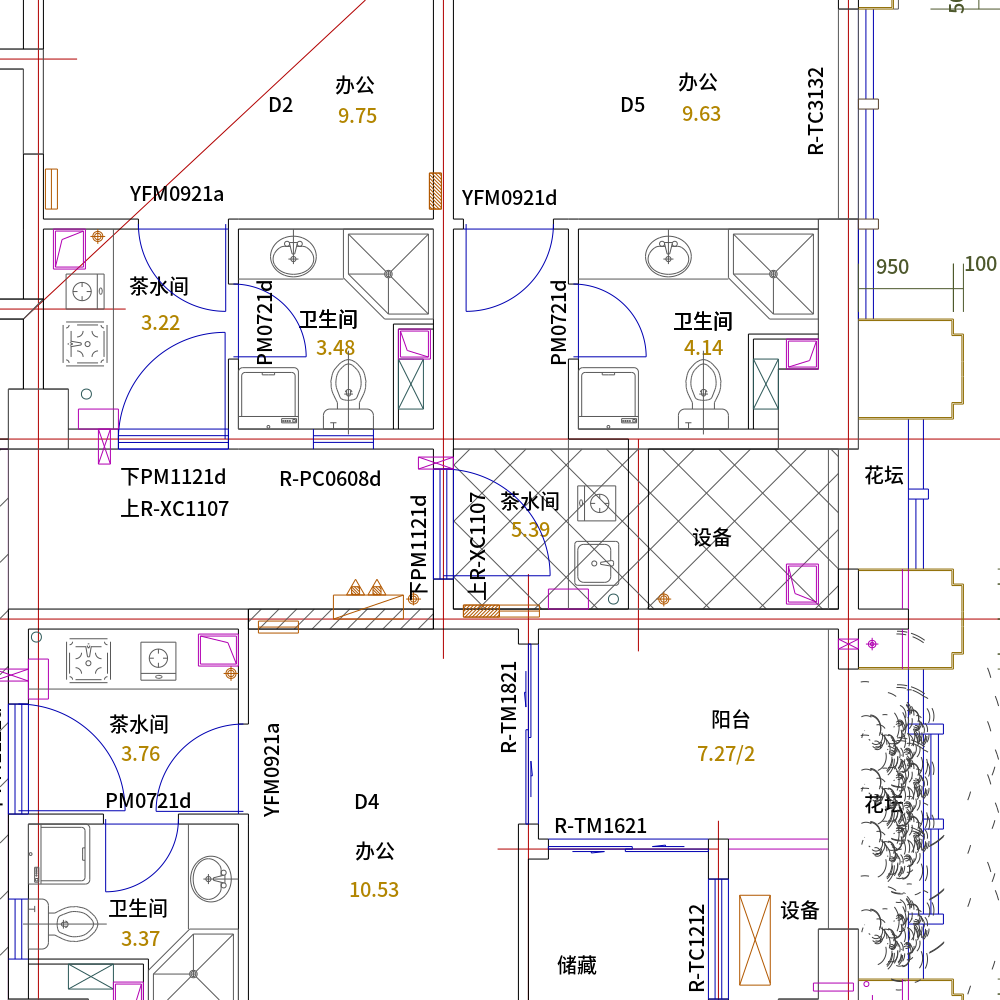 办公
D2
9.75
办公
D5
9.63
R-TC3132
YFM0921a
YFM0921d
950
100
茶水间
3.22
PM0721d
卫生间
3.48
PM0721d
卫生间
4.14
下PM1121d
上R-XC1107
R-PC0608d
下PM1121d
上R-XC1107
茶水间
5.39
设备
花坛
茶水间
3.76
YFM0921a
R-TM1821
阳台
7.27/2
PM0721d
D4
办公
10.53
R-TM1621
花坛
卫生间
3.37
储藏
R-TC1212
设备